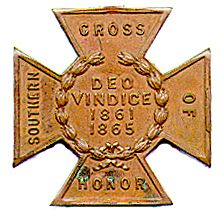 SOUTHERN
CROSS
OF
HONOR
DEO
VINDICE
1861
1865